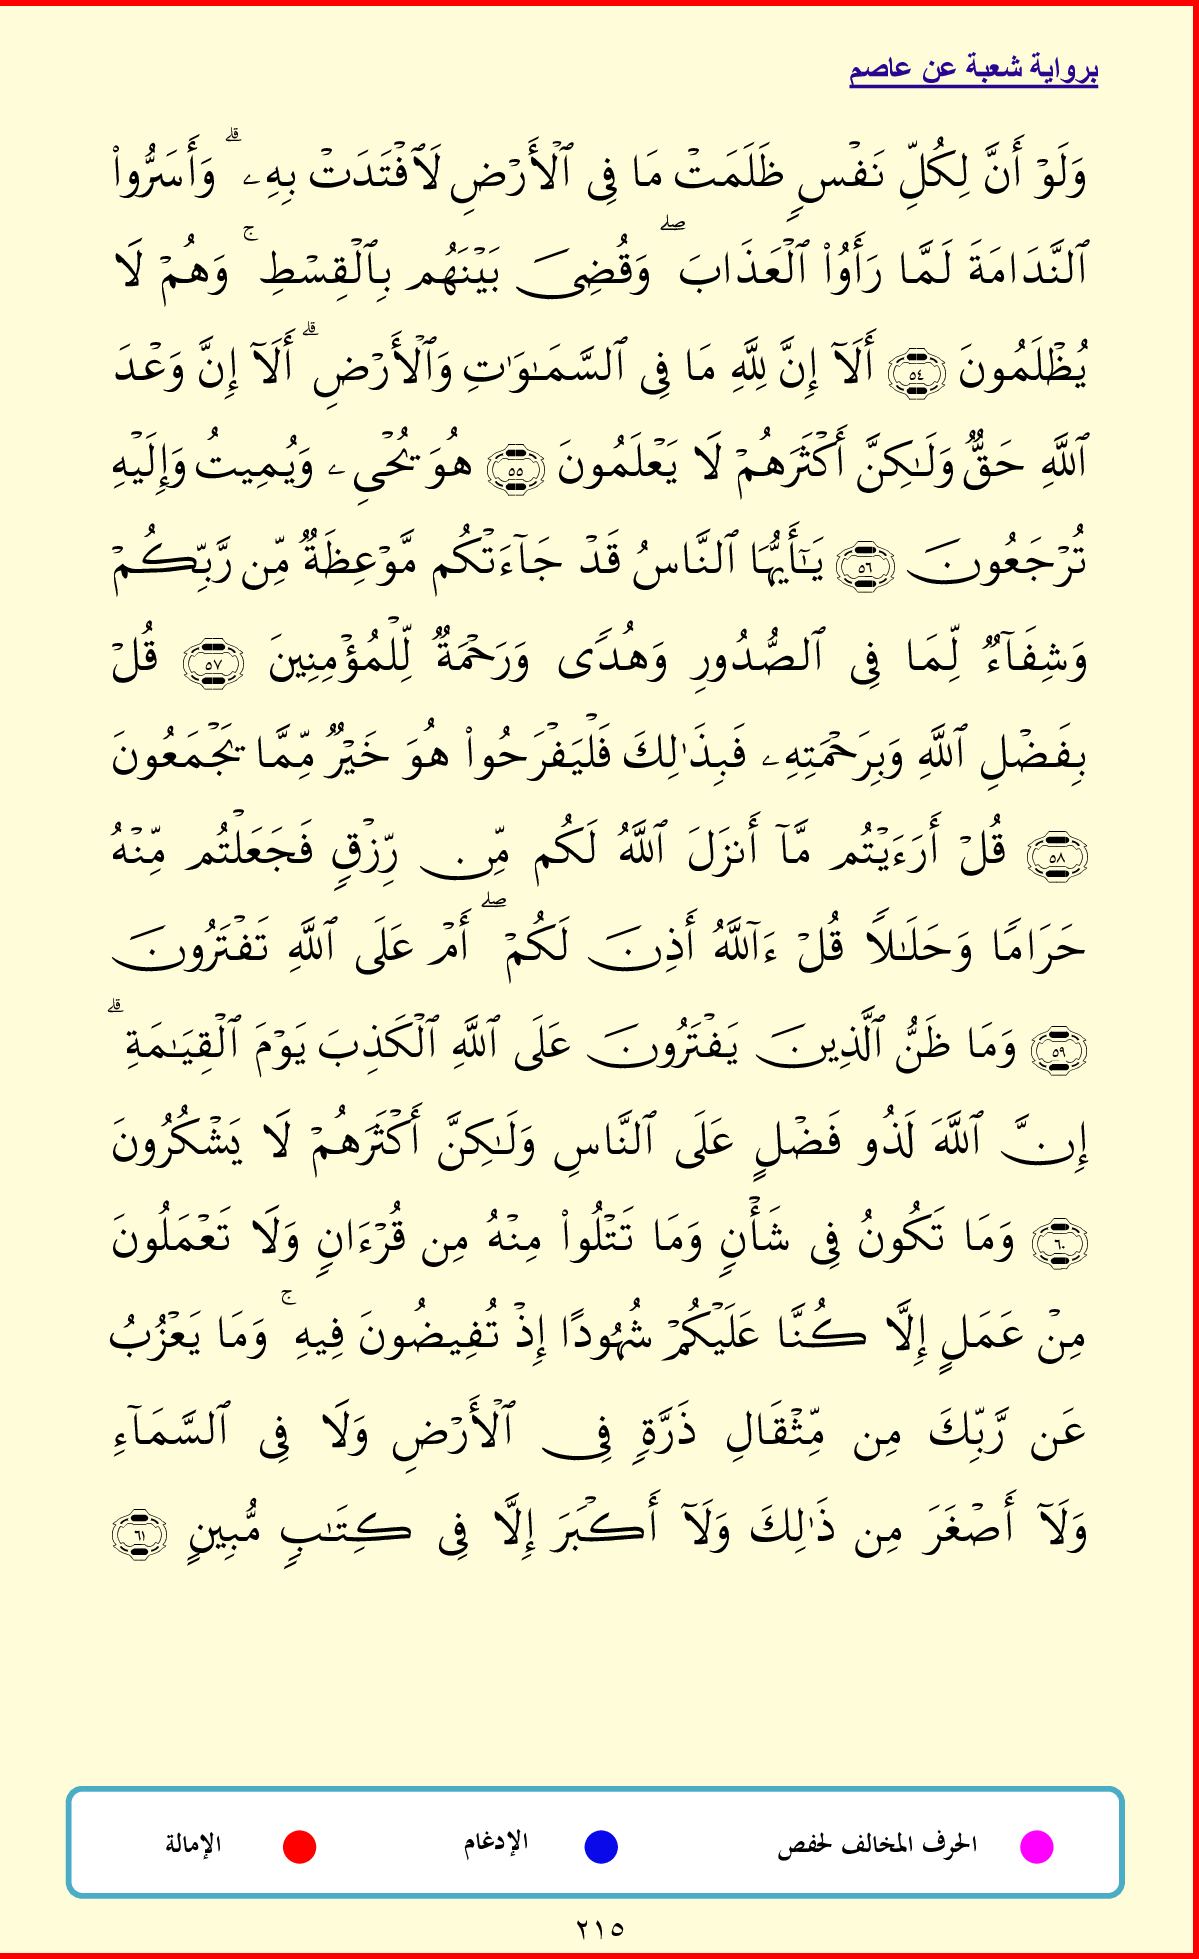 برواية شعبة عن عاصم
وَلَوۡ أَنَّ لِكُلِّ نَفۡسٖ ظَلَمَتۡ مَا فِي ٱلۡأَرۡضِ لَٱفۡتَدَتۡ بِهِۦۗ وَأَسَرُّواْ
ٱلنَّدَامَةَ لَمَّا رَأَوُاْ ٱلۡعَذَابَۖ وَقُضِيَ بَيۡنَهُم بِٱلۡقِسۡطِۚ وَهُمۡ لَا
يُظۡلَمُونَ ٥٤ أَلَآ إِنَّ لِلَّهِ مَا فِي ٱلسَّمَٰوَٰتِ وَٱلۡأَرۡضِۗ أَلَآ إِنَّ وَعۡدَ
ٱللَّهِ حَقّٞ وَلَٰكِنَّ أَكۡثَرَهُمۡ لَا يَعۡلَمُونَ ٥٥ هُوَ يُحۡيِۦ وَيُمِيتُ وَإِلَيۡهِ
تُرۡجَعُونَ ٥٦ يَٰٓأَيُّهَا ٱلنَّاسُ قَدۡ جَآءَتۡكُم مَّوۡعِظَةٞ مِّن رَّبِّكُمۡ
وَشِفَآءٞ لِّمَا فِي ٱلصُّدُورِ وَهُدٗى وَرَحۡمَةٞ لِّلۡمُؤۡمِنِينَ ٥٧ قُلۡ
بِفَضۡلِ ٱللَّهِ وَبِرَحۡمَتِهِۦ فَبِذَٰلِكَ فَلۡيَفۡرَحُواْ هُوَ خَيۡرٞ مِّمَّا يَجۡمَعُونَ
٥٨ قُلۡ أَرَءَيۡتُم مَّآ أَنزَلَ ٱللَّهُ لَكُم مِّن رِّزۡقٖ فَجَعَلۡتُم مِّنۡهُ
حَرَامٗا وَحَلَٰلٗا قُلۡ ءَآللَّهُ أَذِنَ لَكُمۡۖ أَمۡ عَلَى ٱللَّهِ تَفۡتَرُونَ
٥٩ وَمَا ظَنُّ ٱلَّذِينَ يَفۡتَرُونَ عَلَى ٱللَّهِ ٱلۡكَذِبَ يَوۡمَ ٱلۡقِيَٰمَةِۗ
إِنَّ ٱللَّهَ لَذُو فَضۡلٍ عَلَى ٱلنَّاسِ وَلَٰكِنَّ أَكۡثَرَهُمۡ لَا يَشۡكُرُونَ
٦٠ وَمَا تَكُونُ فِي شَأۡنٖ وَمَا تَتۡلُواْ مِنۡهُ مِن قُرۡءَانٖ وَلَا تَعۡمَلُونَ
مِنۡ عَمَلٍ إِلَّا كُنَّا عَلَيۡكُمۡ شُهُودًا إِذۡ تُفِيضُونَ فِيهِۚ وَمَا يَعۡزُبُ
عَن رَّبِّكَ مِن مِّثۡقَالِ ذَرَّةٖ فِي ٱلۡأَرۡضِ وَلَا فِي ٱلسَّمَآءِ
وَلَآ أَصۡغَرَ مِن ذَٰلِكَ وَلَآ أَكۡبَرَ إِلَّا فِي كِتَٰبٖ مُّبِينٍ ٦١
الحرف المخالف لحفص الإدغام الإمالة
٢١٥